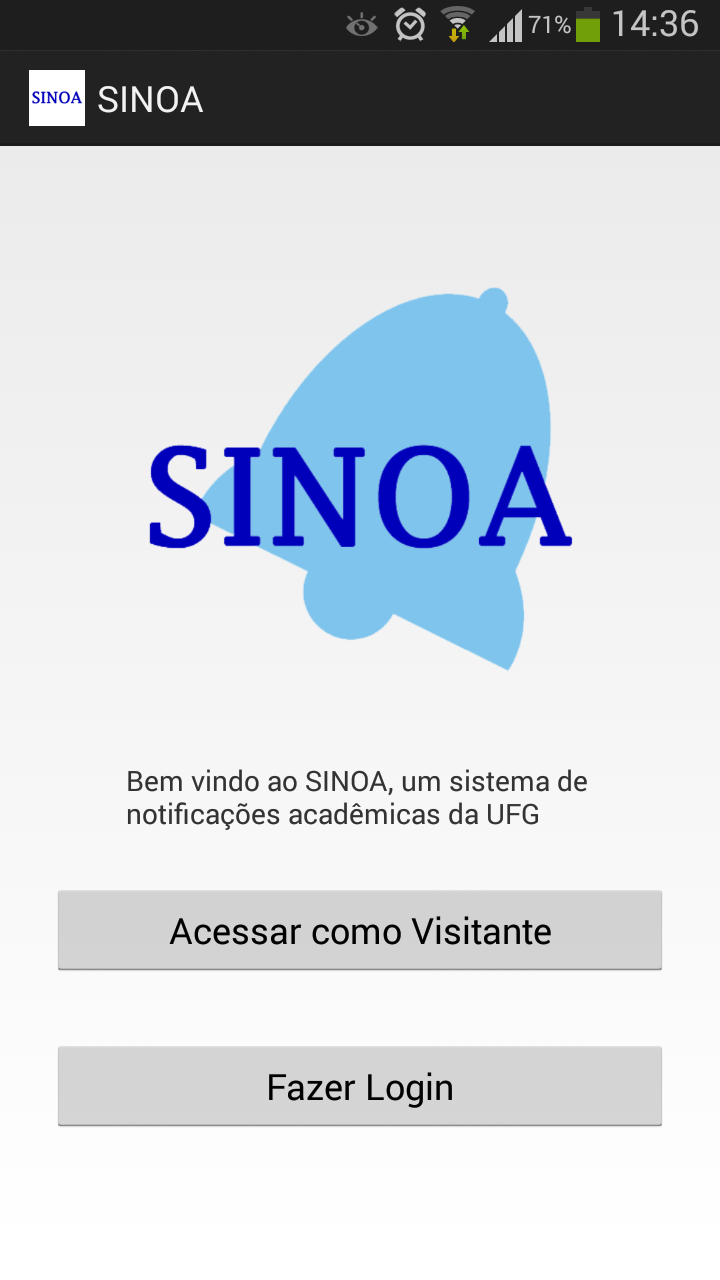 71% 14:36
SINOA SINOA
SINOA
Bem vindo ao SINOA, um sistema de
notificações acadêmicas da UFG
Acessar como Visitante
Fazer Login